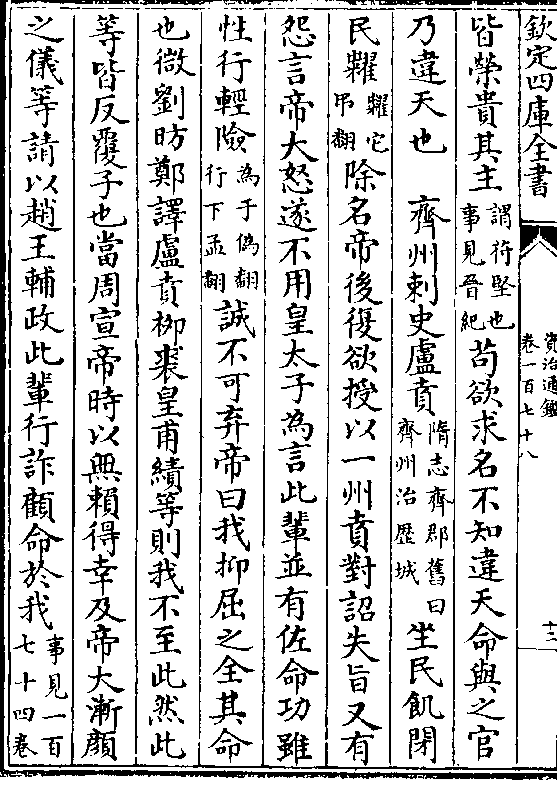 欽定四庫全書
資治通鑑
卷一百七十八
十三
皆榮貴其主謂苻堅也事見晉紀苟欲求名不知違天命與之官
乃違天也　齊州刺史盧賁隋志齊郡舊曰齊州治歷城坐民飢閉
民糶糶它弔翻除名帝後復欲授以一州賁對詔失旨又有
怨言帝大怒遂不用皇太子為言此輩並有佐命功雖
性行輕險為于偽翻行下孟翻誠不可弃帝曰我抑屈之全其命
也微劉昉鄭譯盧賁柳裘皇甫績等則我不至此然此
等皆反覆子也當周宣帝時以無賴得幸及帝大漸顔
之儀等請以趙王輔政此輩行詐顧命於我事見一百七十四卷